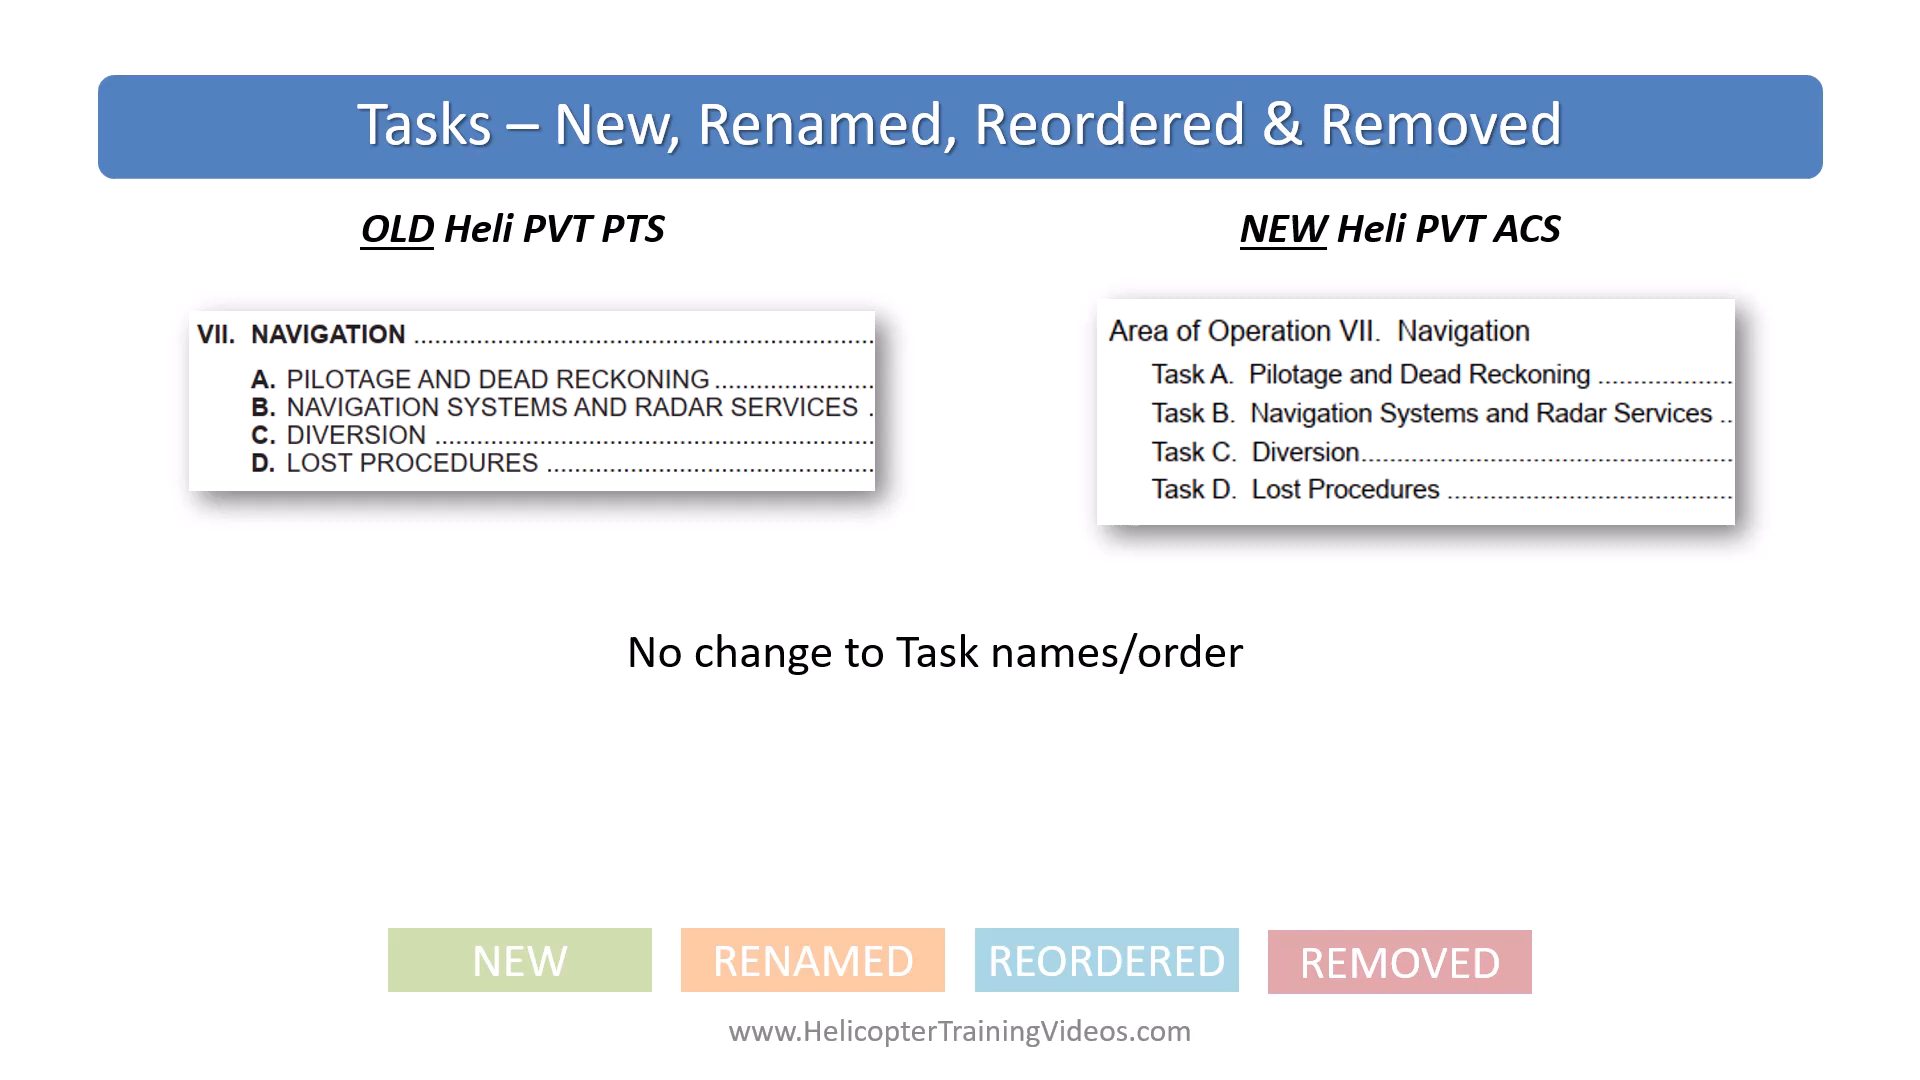 Tasks – New, Renamed, Reordered & Removed
OLD Heli PVT PTS
VII. NAVIGATION ..................................................................
A. PILOTAGE AND DEAD RECKONING .......................
B. NAVIGATION SYSTEMS AND RADAR SERVICES .
C. DIVERSION ...............................................................
D. LOST PROCEDURES ...............................................
NEW Heli PVT ACS
Area of Operation VII. Navigation
Task A. Pilotage and Dead Reckoning ...................
Task B. Navigation Systems and Radar Services ..
Task C. Diversion....................................................
Task D. Lost Procedures ........................................
No change to Task names/order
NEW
RENAMED
REORDERED
REMOVED
www.HelicopterTrainingVideos.com